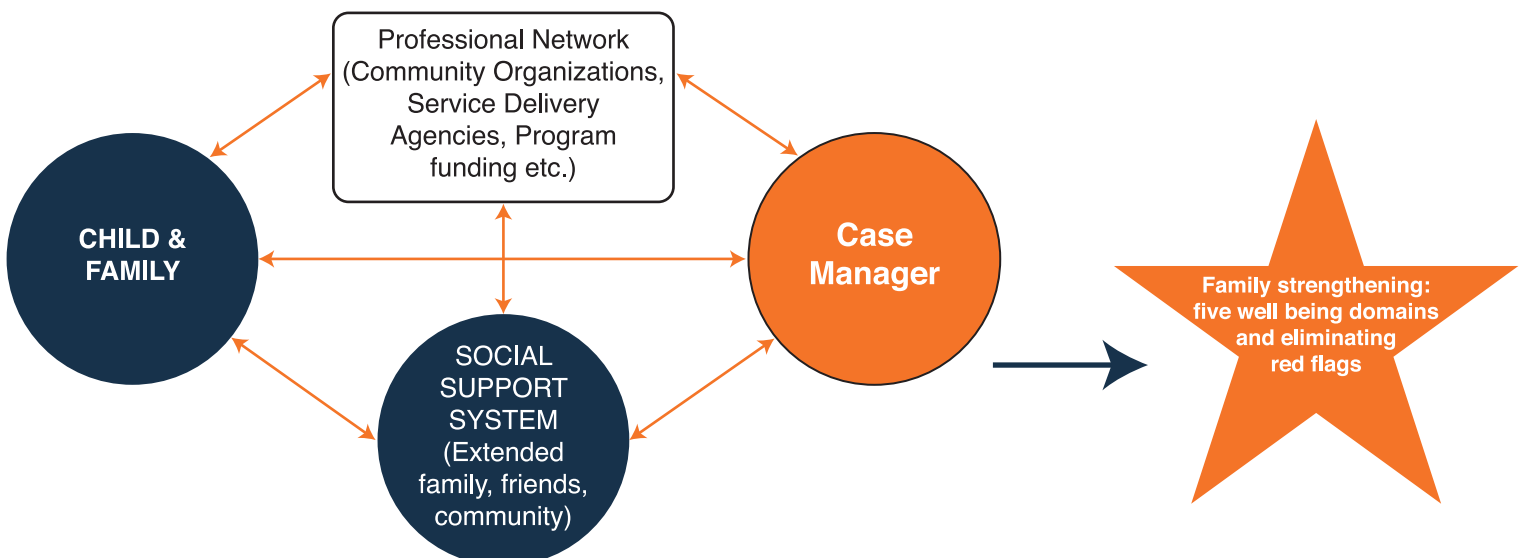 Professional Network
(Community Organizations,
Service Delivery
Agencies, Program
funding etc.)
CHILD &
FAMILY
Case
Manager
SOCIAL
SUPPORT
SYSTEM
(Extended
family, friends,
community)
Family strengthening:
five well being domains
and eliminating
red flags